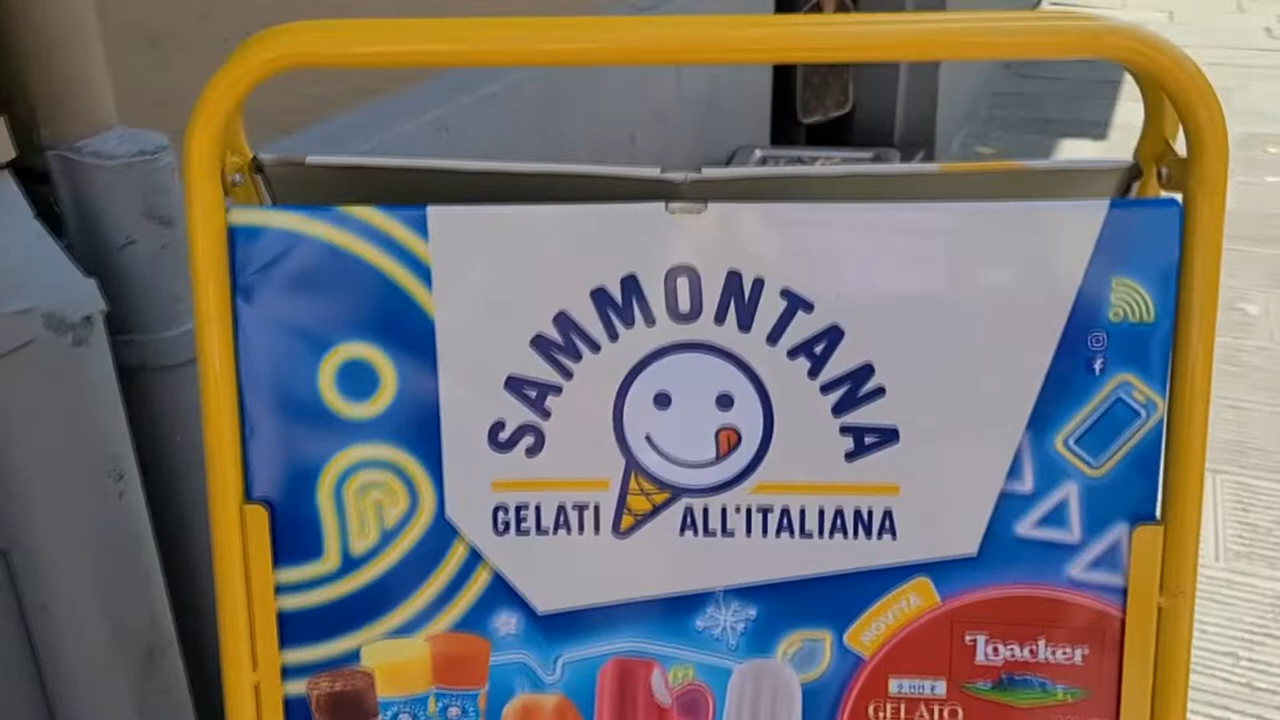 SAMMONTANA
GELATI ALL'ITALIANA
NOVITÀ
Loacker
2.00 €
GELATO